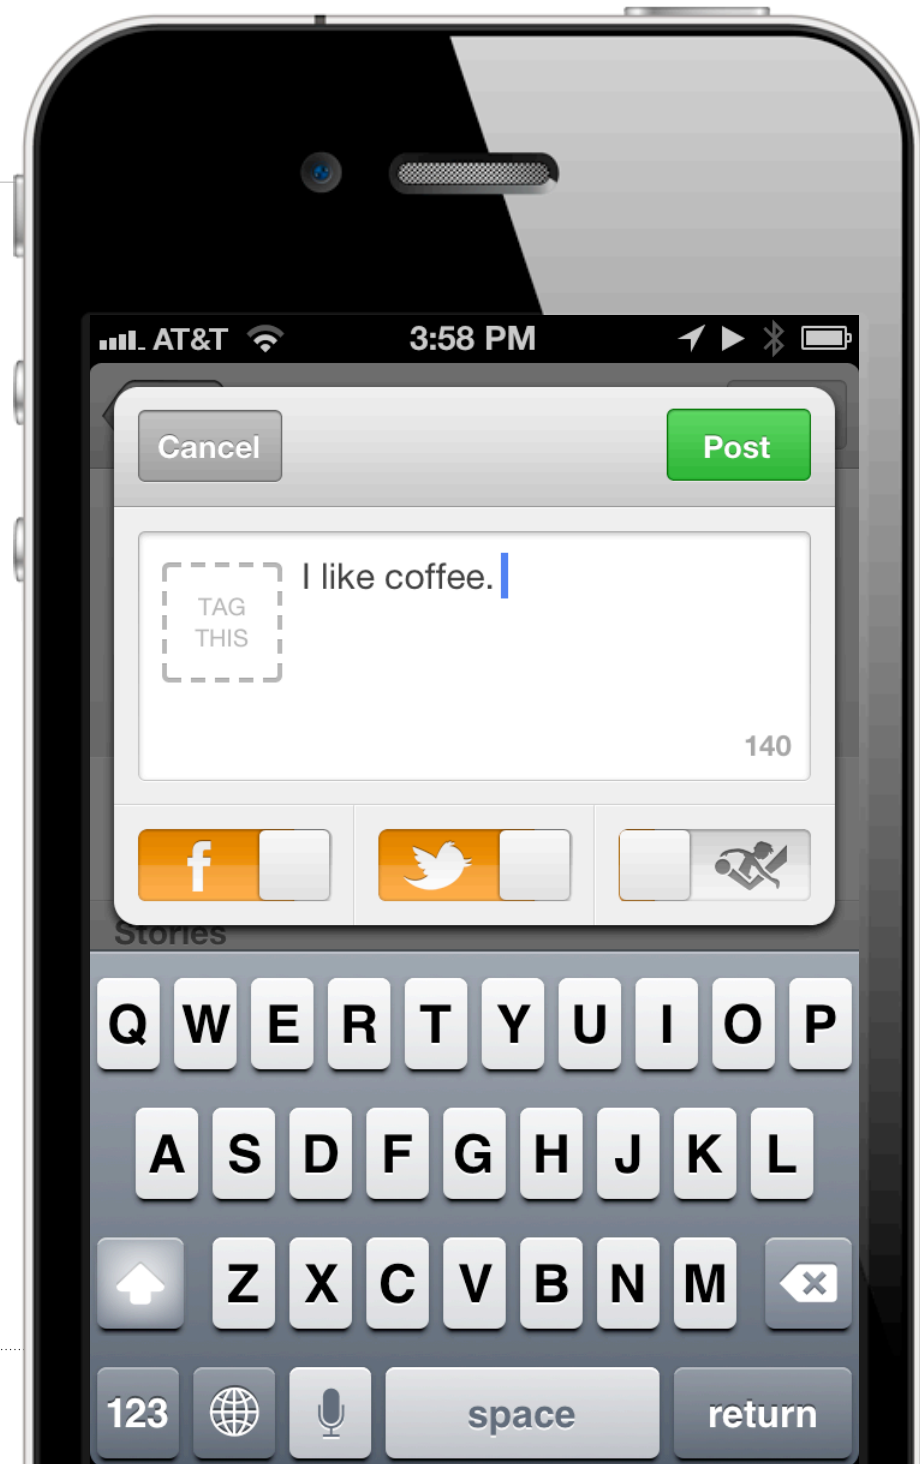 AT&T 3:58 PM
Cancel Post
I like coffee.
TAG
THIS
140
f
Stories
Q W E R T Y U I O P
A S D F G H J K L
Z X C V B N M
123 space return